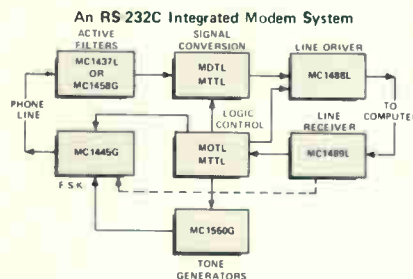 An RS 232C Integrated Modem System
ACTIVE
FILTERS
SIGNAL
CONVERSION
LINE DRIVER
MC1437L
OR
MC1458G
MDTL
MTTL
MC1488L
PHONE
LINE
LOGIC
CONTROL
LINE
RECEIVER
TO
COMPUTER
MC1445G
MDTL
MTTL
MC1489L
F.S.K.
MC1560G
TONE
GENERATORS